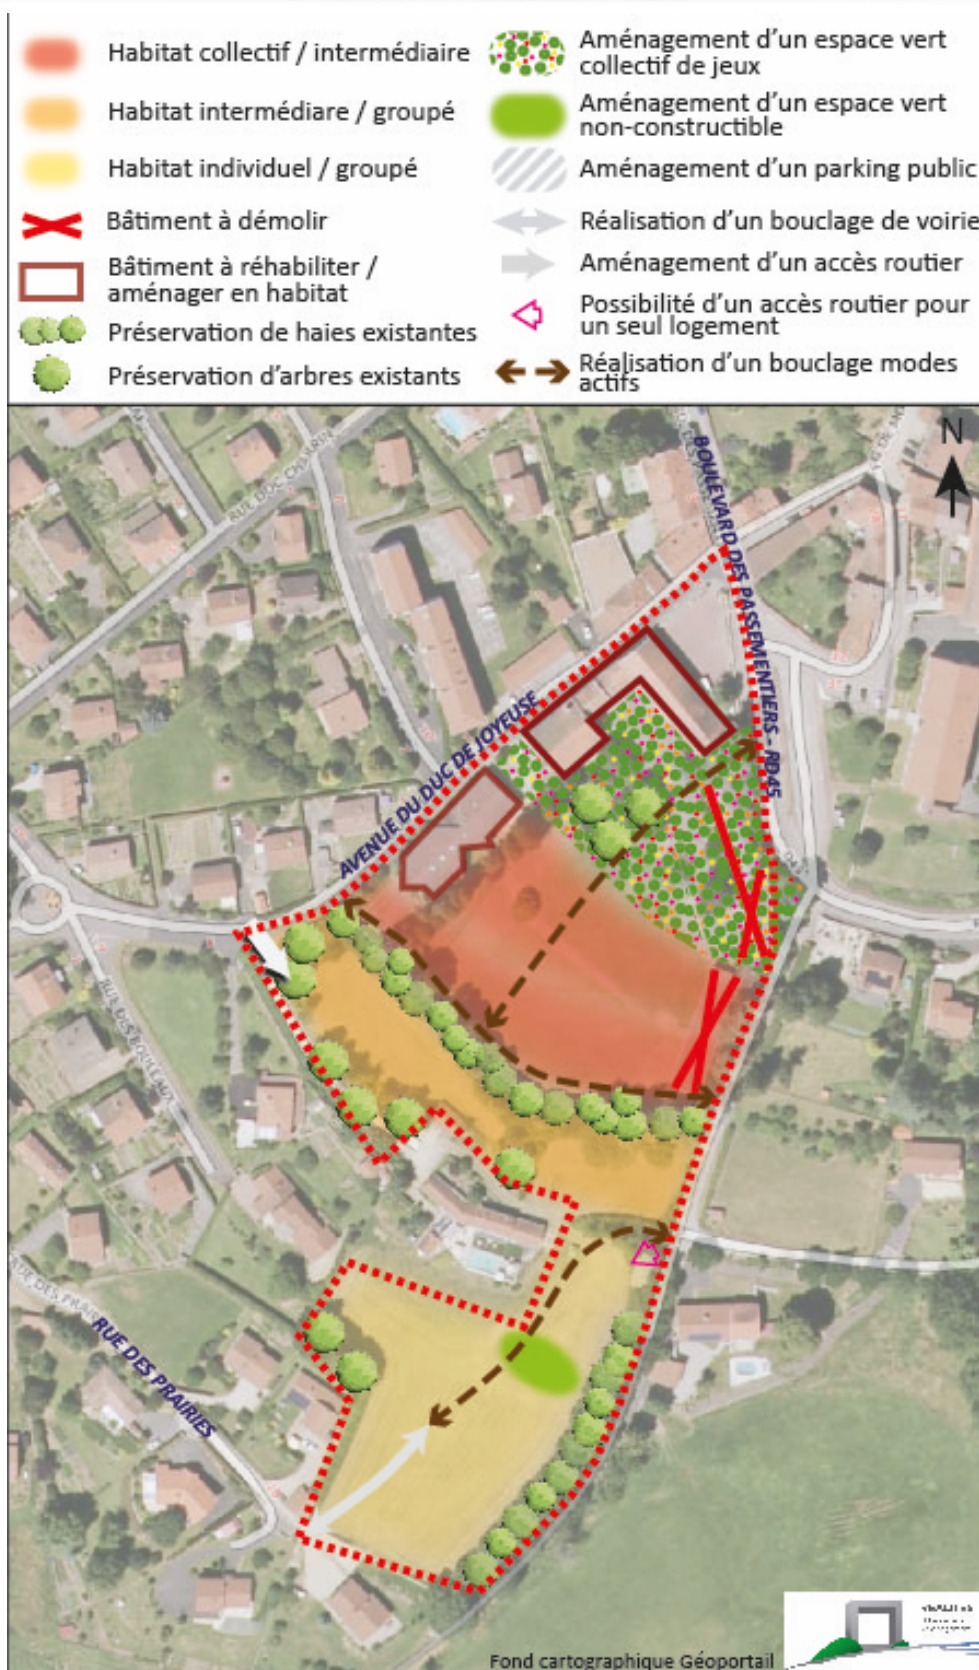 Habitat collectif / intermédiaire
Habitat intermédiare / groupé
Habitat individuel / groupé
Bâtiment à démolir
Bâtiment à réhabiliter /
aménager en habitat
Préservation de haies existantes
Préservation d'arbres existants
Aménagement d'un espace vert
collectif de jeux
Aménagement d'un espace vert
non-constructible
Aménagement d'un parking public
Réalisation d'un bouclage de voirie
Aménagement d'un accès routier
Possibilité d'un accès routier pour
un seul logement
Réalisation d'un bouclage modes
actifs
N
BOULEVARD DES PASSEMENTIERS - RD45
AVENUE DU DUC DE JOYEUSE
RUE DES BOULEAUX
RUE DES PRAIRIES
Fond cartographique Géoportail